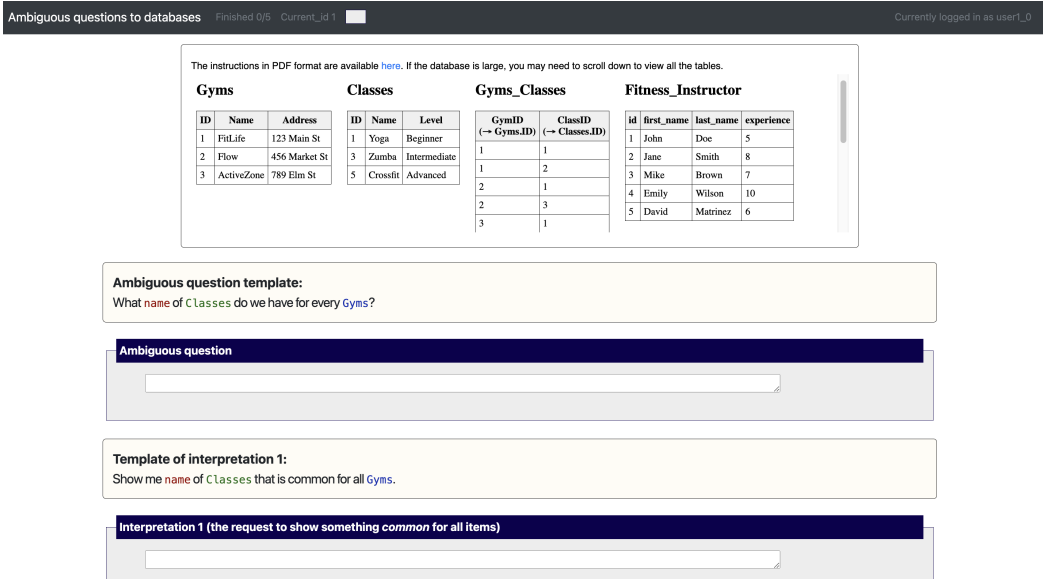 Ambiguous questions to databases Finished 0/5 Current_id 1 Currently logged in as user1_0
The instructions in PDF format are available here. If the database is large, you may need to scroll down to view all the tables.
Gyms
ID Name Address
1 FitLife 123 Main St
2 Flow 456 Market St
3 ActiveZone 789 Elm St
Classes
ID Name Level
1 Yoga Beginner
3 Zumba Intermediate
5 Crossfit Advanced
Gyms_Classes
GymID ClassID
(→ Gyms.ID) (→ Classes.ID)
1 1
1 2
2 1
2 3
3 1
Fitness_Instructor
id first_name last_name experience
1 John Doe 5
2 Jane Smith 8
3 Mike Brown 7
4 Emily Wilson 10
5 David Matrinez 6
Ambiguous question template:
What name of Classes do we have for every Gyms?
Ambiguous question
Template of interpretation 1:
Show me name of Classes that is common for all Gyms.
Interpretation 1 (the request to show something common for all items)